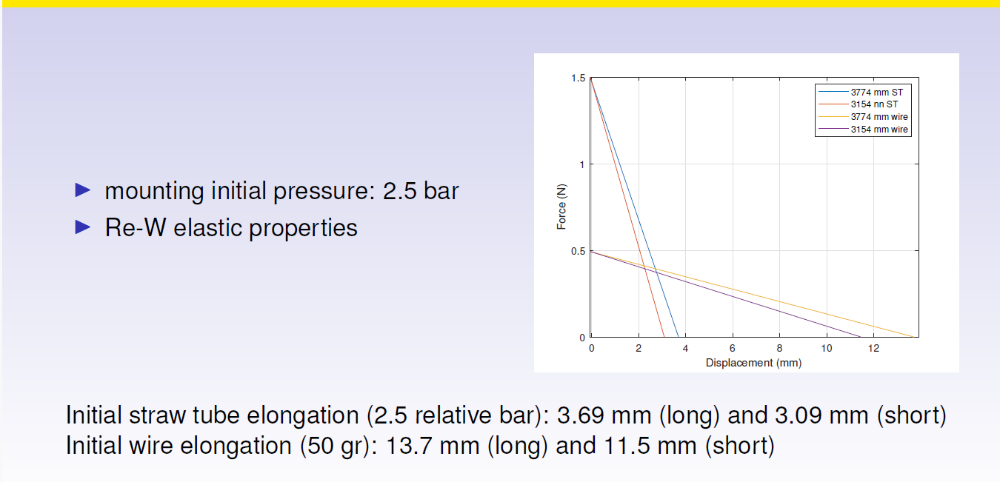 1.5
3774 mm ST
3154 nn ST
3774 mm wire
3154 mm wire
1
mounting initial pressure: 2.5 bar
Re-W elastic properties
Force (N)
0.5
0
0 2 4 6 8 10 12
Displacement (mm)
Initial straw tube elongation (2.5 relative bar): 3.69 mm (long) and 3.09 mm (short)
Initial wire elongation (50 gr): 13.7 mm (long) and 11.5 mm (short)